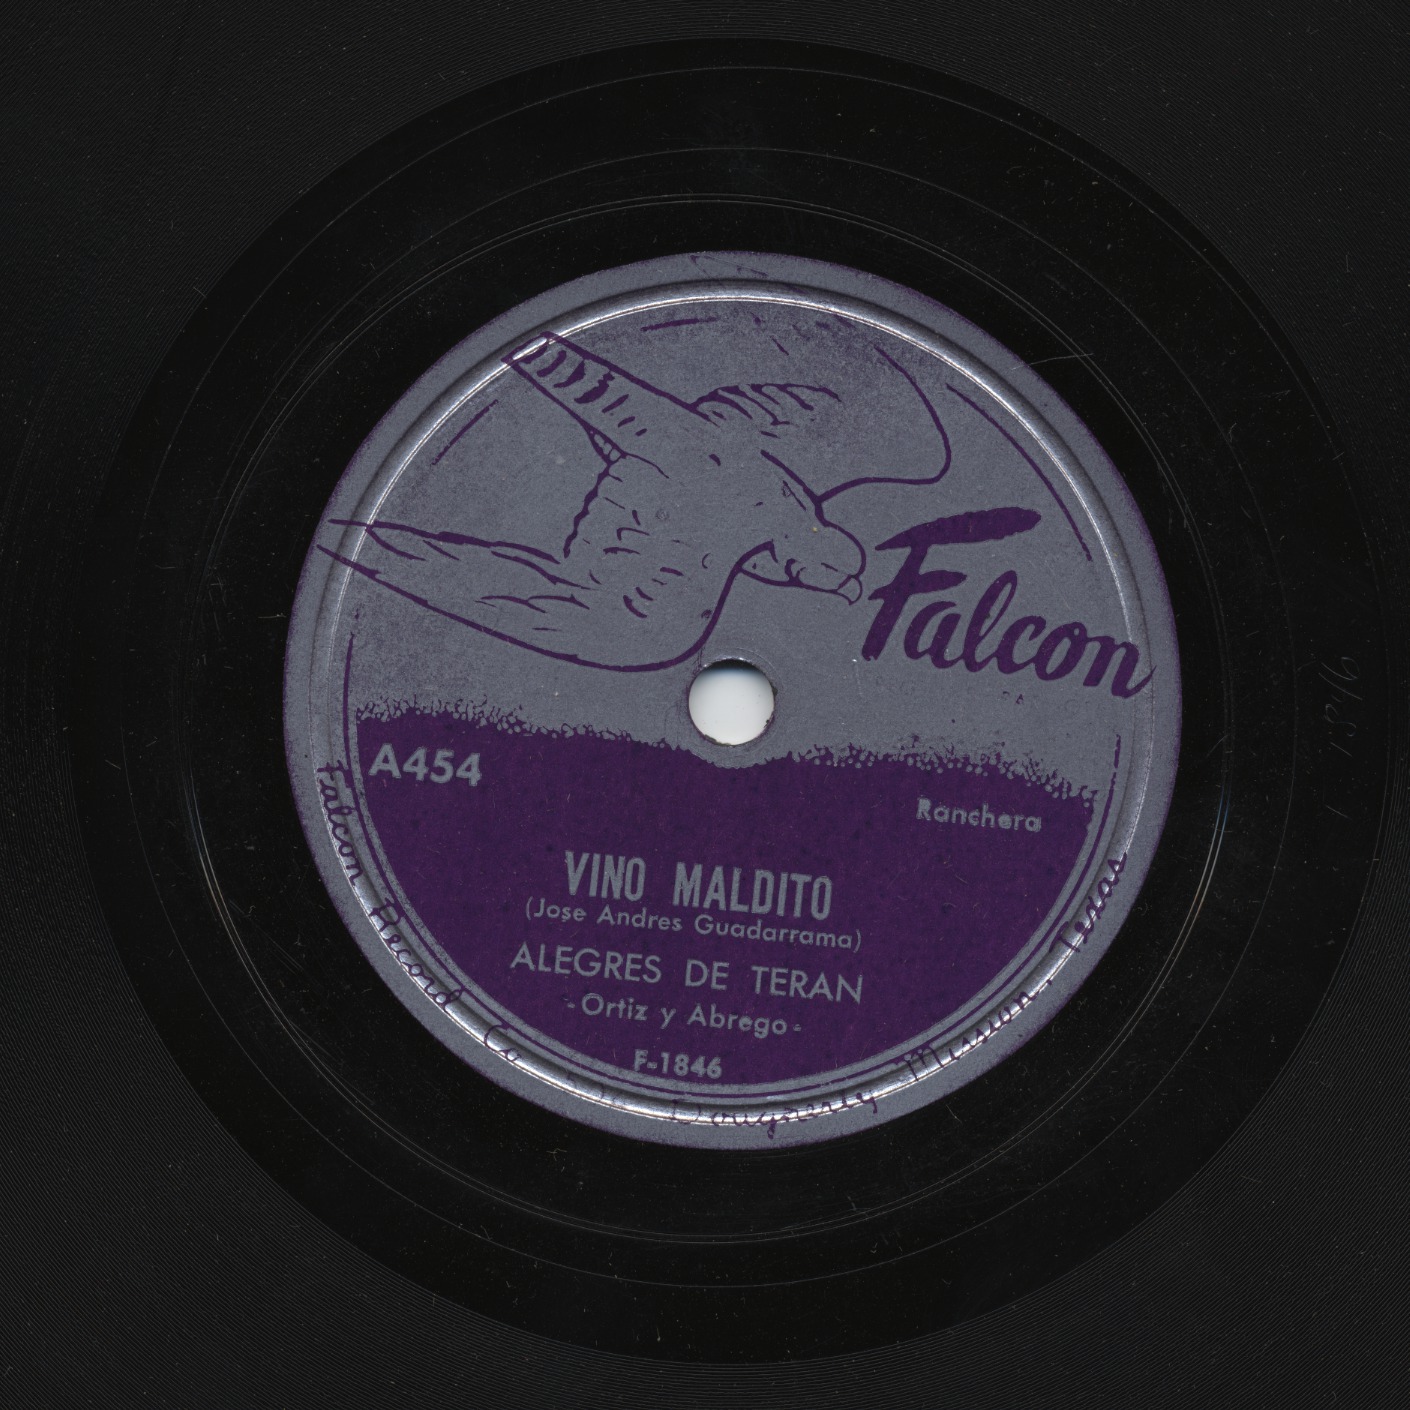 Falcon
A454
Ranchera
VINO MALDITO
(Jose Andres Guadarrama)
ALEGRES DE TERAN
-Ortiz y Abrego-
F-1846
Falcon Record Co Dougherty Mission, Texas